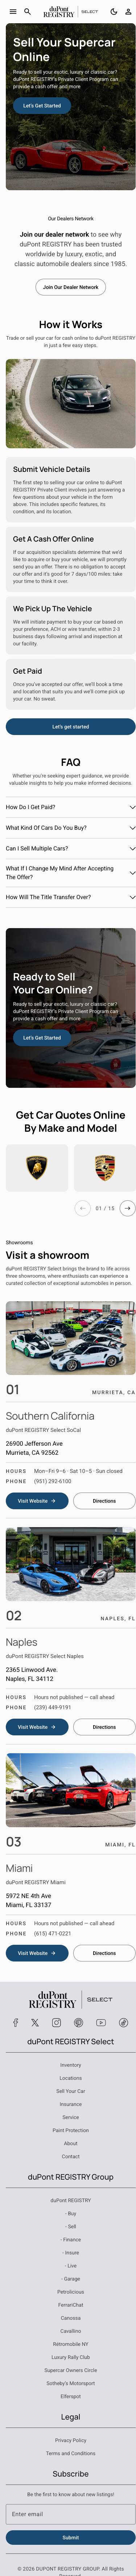 duPont
REGISTRY
SELECT
Sell Your Supercar
Online
Ready to sell your exotic, luxury or classic car?
duPont REGISTRY's Private Client Program can
provide a cash offer and more
Let's Get Started
Our Dealers Network
Join our dealer network to see why
duPont REGISTRY has been trusted
worldwide by luxury, exotic and
classic automobile dealers since 1985.
Join Our Dealer Network
How it Works
Trade or sell your car for cash online to duPont REGISTRY
in just a few easy steps.
Submit Vehicle Details
The first step to selling your car online to duPont
REGISTRY Private Client involves just answering a
few easy questions about your vehicle in the form
above. This includes specific features, its
condition, and its location.
Get A Cash Offer Online
If our acquisition specialists determine that we'd
like to acquire or trade for your vehicle, we will gladly
send you an offer. There is no obligation to accept
our offer and it's good for 7 days/100 miles: take
your time to think it over.
We Pick Up The Vehicle
We will initiate payment to buy your car based on
your preference, ACH or wire transfer, within 2-3
business days following arrival and inspection at
our facility.
Get Paid
Once you've accepted our offer, we'll book a time
and location that suits you and we'll come pick up
your car. No sweat.
Let's get started
FAQ
Whether you're seeking expert guidance, we provide
valuable insights to help you make informed decisions.
How Do I Get Paid?
What Kind Of Cars Do You Buy?
Can I Sell Multiple Cars?
What If I Change My Mind After Accepting
The Offer?
How Will The Title Transfer Over?
Ready to Sell
Your Car Online?
Ready to sell your exotic, luxury or classic car?
duPont REGISTRY's Private Client Program can
provide a cash offer and more
Let's Get Started
Get Car Quotes Online
By Make and Model
01 / 15
Showrooms
Visit a showroom
duPont REGISTRY Select brings the brand to life across
three showrooms, where enthusiasts can experience a
curated collection of exceptional automobiles in person.
01
MURRIETA, CA
Southern California
duPont REGISTRY Select SoCal
26900 Jefferson Ave
Murrieta, CA 92562
HOURS Mon–Fri 9–6 · Sat 10–5 · Sun closed
PHONE (951) 292-6100
Visit Website
Directions
02
NAPLES, FL
Naples
duPont REGISTRY Select Naples
2365 Linwood Ave.
Naples, FL 34112
HOURS Hours not published — call ahead
PHONE (239) 449-9191
Visit Website
Directions
03
MIAMI, FL
Miami
duPont REGISTRY Miami
5972 NE 4th Ave
Miami, FL 33137
HOURS Hours not published — call ahead
PHONE (615) 471-0221
Visit Website
Directions
duPont
REGISTRY
SELECT
duPont REGISTRY Select
Inventory
Locations
Sell Your Car
Insurance
Service
Paint Protection
About
Contact
duPont REGISTRY Group
duPont REGISTRY
- Buy
- Sell
- Finance
- Insure
- Live
- Garage
Petrolicious
FerrariChat
Canossa
Cavallino
Rétromobile NY
Luxury Rally Club
Supercar Owners Circle
Sotheby's Motorsport
Elferspot
Legal
Privacy Policy
Terms and Conditions
Subscribe
Be the first to know about new listings!
Enter email
Submit
© 2026 DUPONT REGISTRY GROUP. All Rights